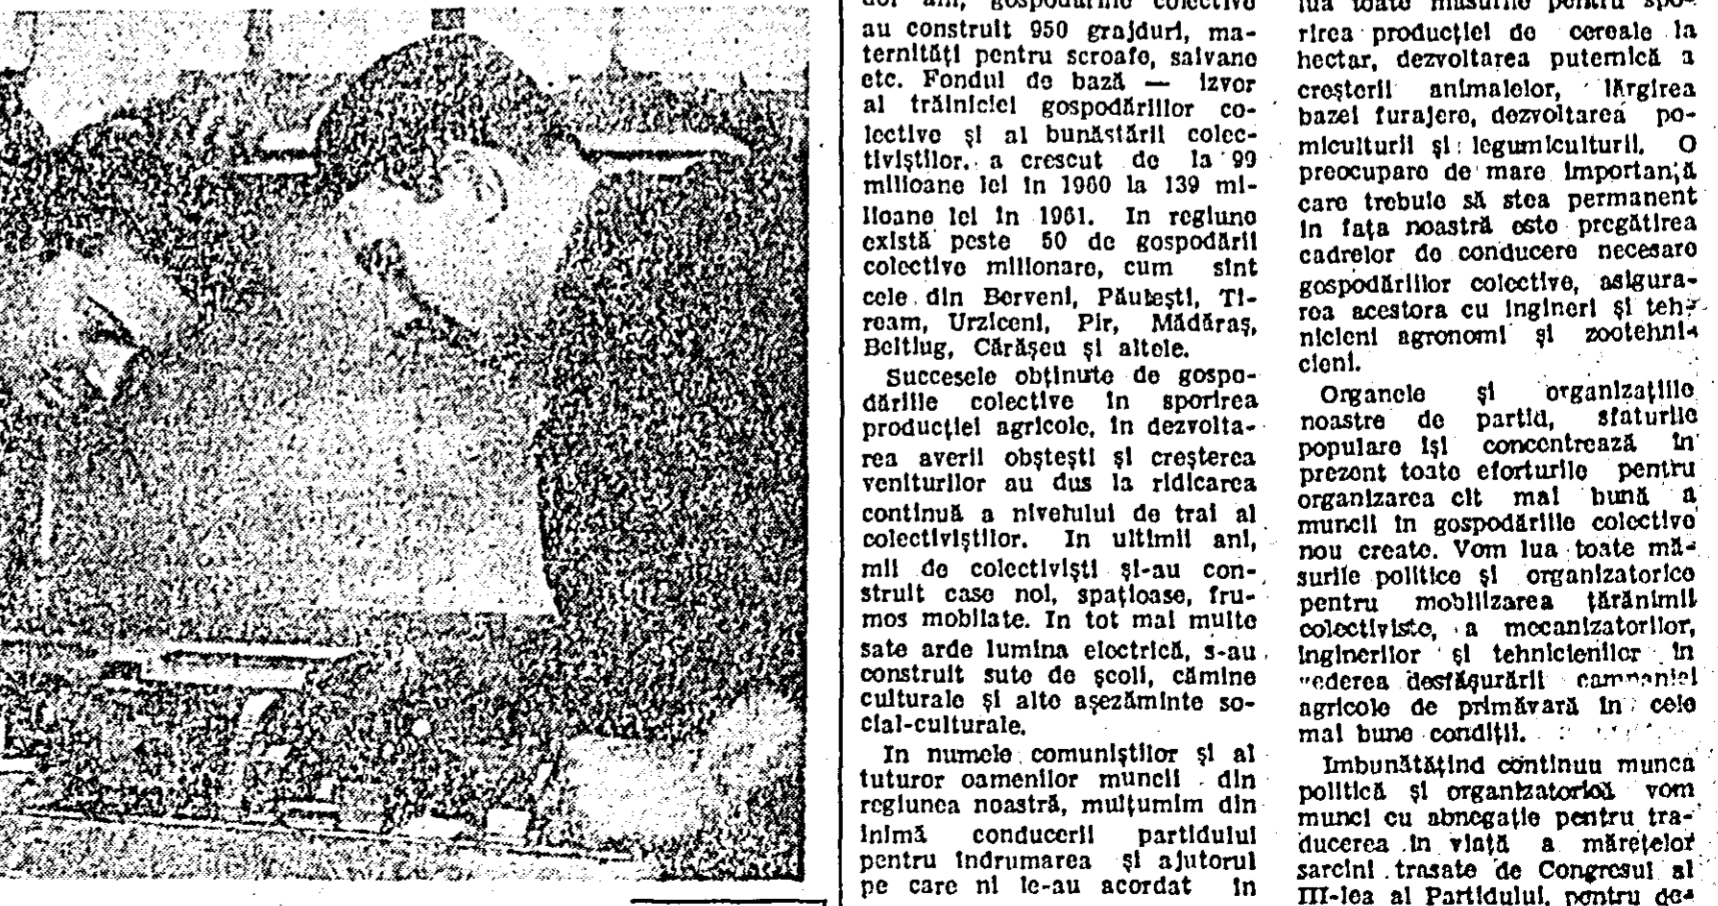 doi ani, gospodăriile colective
au construit 950 grajduri, ma-
ternități pentru scroafe, saivane
etc. Fondul de bază — izvor
al trăiniciei gospodăriilor co-
lective și al bunăstării colec-
tiviștilor, a crescut de la 99
milioane lei în 1960 la 139 mi-
lioane lei în 1961. In regiune
există peste 50 de gospodării
colective milionare, cum sînt
cele din Berveni, Păulești, Ti-
ream, Urziceni, Pir, Mădăraș,
Beltiug, Cărășeu și altele.
Succesele obținute de gospo-
dăriile colective în sporirea
producției agricole, în dezvolta-
rea averii obștești și creșterea
veniturilor au dus la ridicarea
continuă a nivelului de trai al
colectiviștilor. In ultimii ani,
mii de colectiviști și-au con-
struit case noi, spațioase, fru-
mos mobilate. In tot mai multe
sate arde lumina electrică, s-au
construit sute de școli, cămine
culturale și alte așezăminte so-
cial-culturale.
In numele comuniștilor și al
tuturor oamenilor muncii din
regiunea noastră, mulțumim din
inimă conducerii partidului
pentru îndrumarea și ajutorul
pe care ni le-au acordat în
lua toate măsurile pentru spo-
rirea producției de cereale la
hectar, dezvoltarea puternică a
creșterii animalelor, lărgirea
bazei furajere, dezvoltarea po-
miculturii și legumiculturii. O
preocupare de mare importanță
care trebuie să stea permanent
în fața noastră este pregătirea
cadrelor de conducere necesare
gospodăriilor colective, asigura-
rea acestora cu ingineri și teh-
nicieni agronomi și zootehni-
cieni.
Organele și organizațiile
noastre de partid, sfaturile
populare își concentrează în
prezent toate eforturile pentru
organizarea cît mai bună a
muncii în gospodăriile colective
nou create. Vom lua toate mă-
surile politice și organizatorice
pentru mobilizarea țărănimii
colectiviste, a mecanizatorilor,
inginerilor și tehnicienilor în
vederea desfășurării campaniei
agricole de primăvară în cele
mai bune condiții.
Imbunătățind continuu munca
politică și organizatorică vom
munci cu abnegație pentru tra-
ducerea în viață a mărețelor
sarcini trasate de Congresul al
III-lea al Partidului, pentru de-